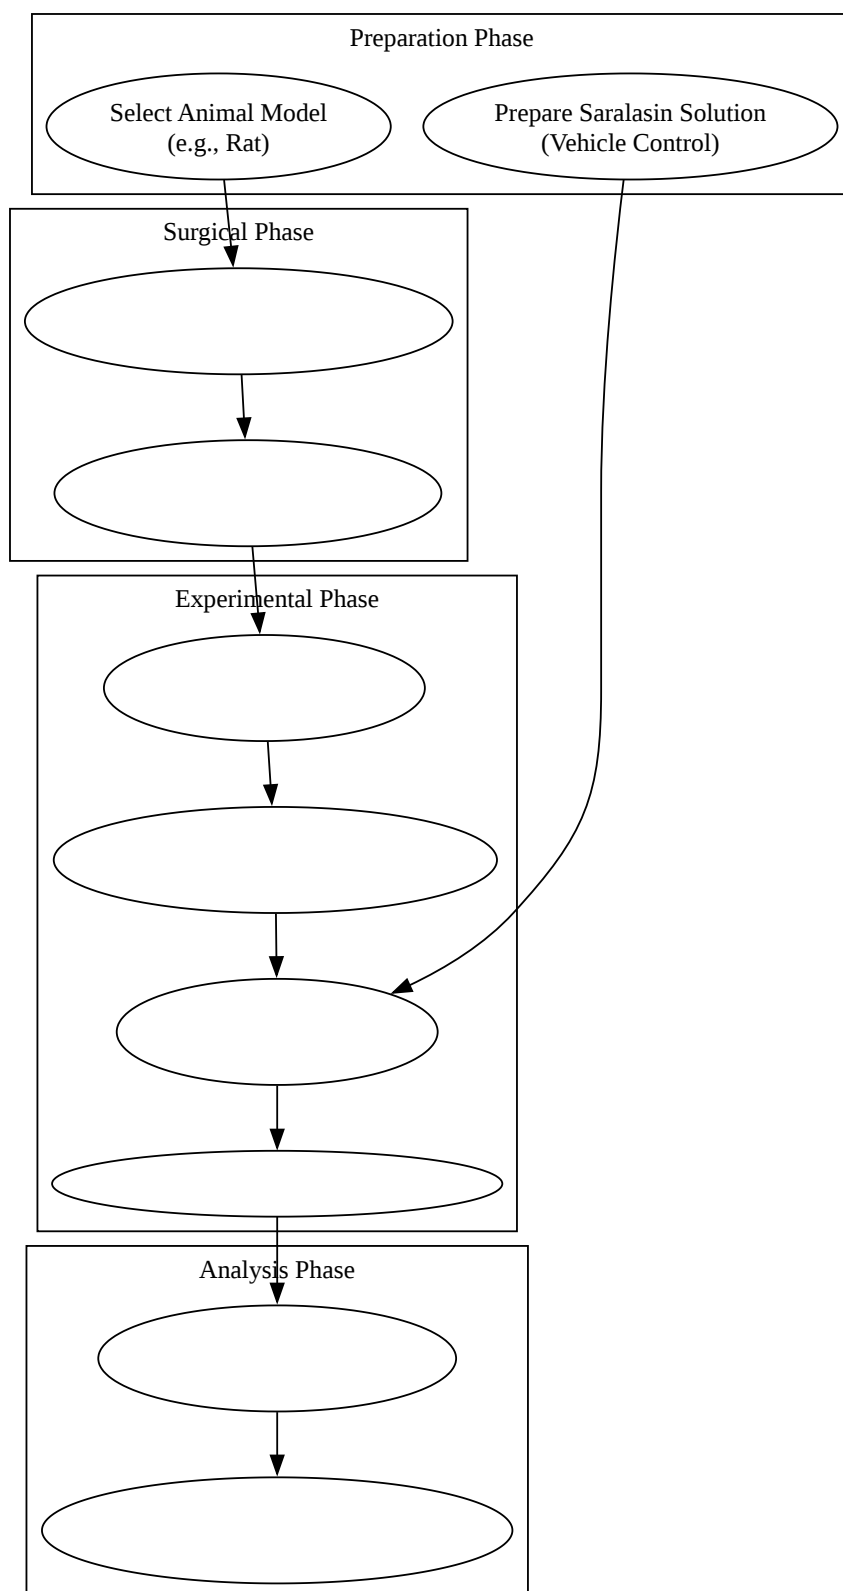 Preparation Phase
Select Animal Model
(e.g., Rat)
Prepare Saralasin Solution
(Vehicle Control)
Surgical Phase
Experimental Phase
Analysis Phase